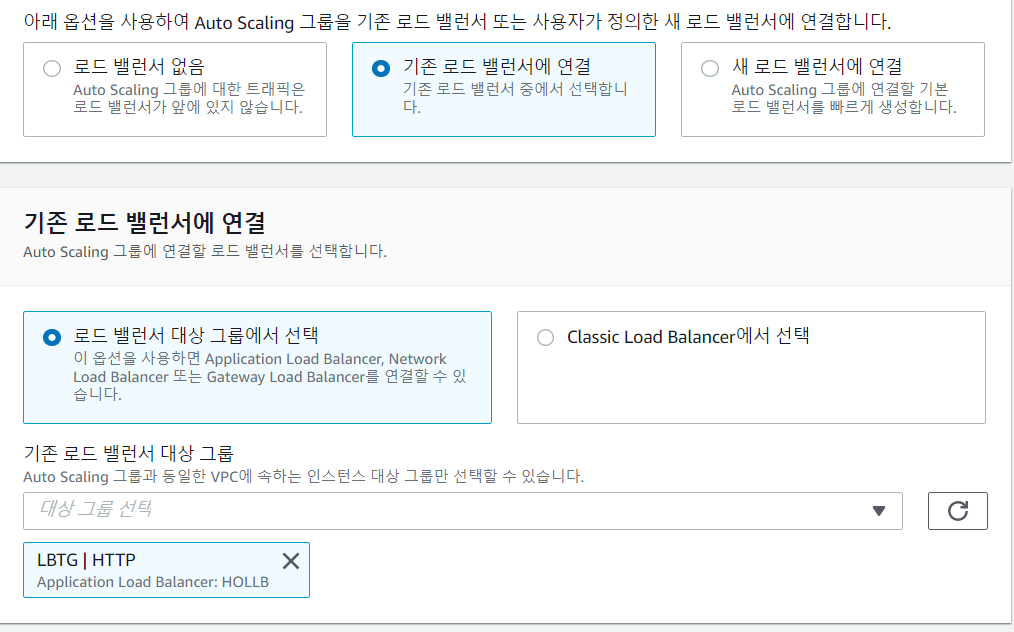 아래 옵션을 사용하여 Auto Scaling 그룹을 기존 로드 밸런서 또는 사용자가 정의한 새 로드 밸런서에 연결합니다.
로드 밸런서 없음
Auto Scaling 그룹에 대한 트래픽은
로드 밸런서가 앞에 있지 않습니다.
기존 로드 밸런서에 연결
기존 로드 밸런서 중에서 선택합니
다.
새 로드 밸런서에 연결
Auto Scaling 그룹에 연결할 기본
로드 밸런서를 빠르게 생성합니다.
기존 로드 밸런서에 연결
Auto Scaling 그룹에 연결할 로드 밸런서를 선택합니다.
로드 밸런서 대상 그룹에서 선택
이 옵션을 사용하면 Application Load Balancer, Network
Load Balancer 또는 Gateway Load Balancer를 연결할 수 있
습니다.
Classic Load Balancer에서 선택
기존 로드 밸런서 대상 그룹
Auto Scaling 그룹과 동일한 VPC에 속하는 인스턴스 대상 그룹만 선택할 수 있습니다.
대상 그룹 선택
LBTG | HTTP
Application Load Balancer: HOLLB